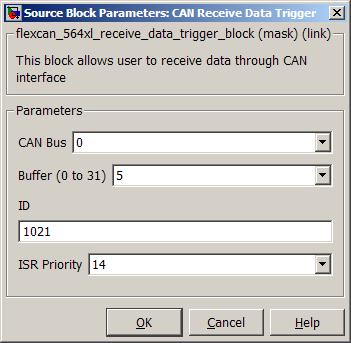 Source Block Parameters: CAN Receive Data Trigger
flexcan_564xl_receive_data_trigger_block (mask) (link)
This block allows user to receive data through CAN
interface
Parameters
CAN Bus 0
Buffer (0 to 31) 5
ID
1021
ISR Priority 14
OK Cancel Help